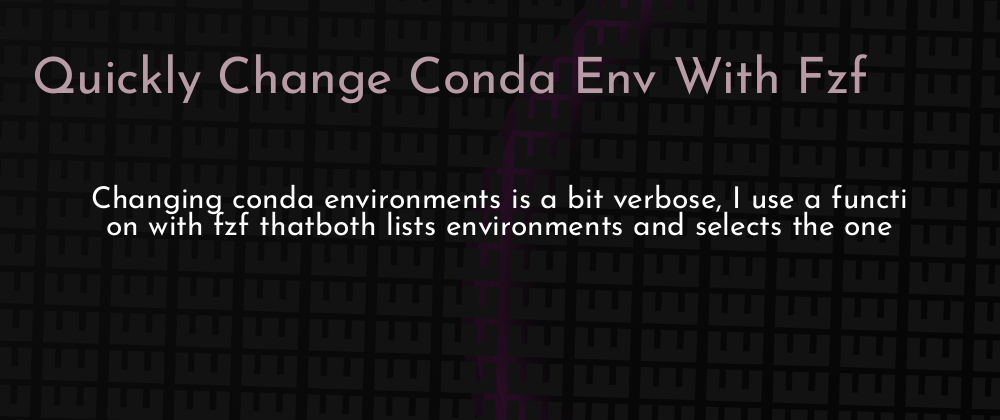 Quickly Change Conda Env With Fzf
Changing conda environments is a bit verbose, I use a functi
on with fzf thatboth lists environments and selects the one